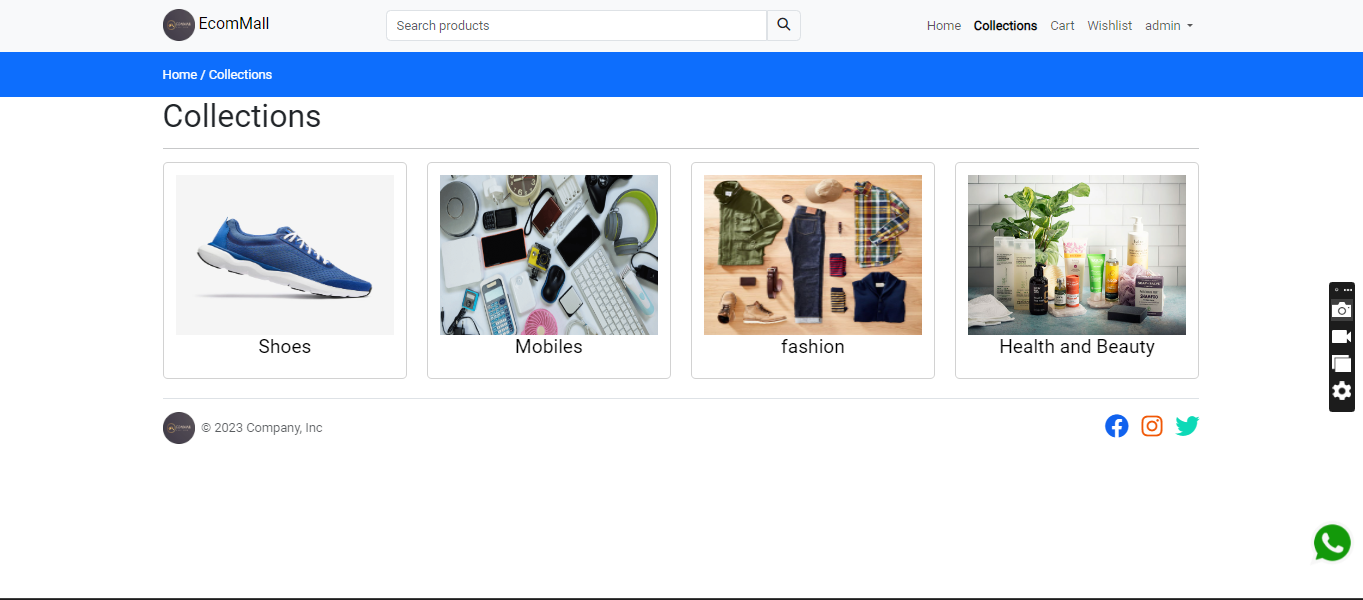 EcomMall
Search products
Home Collections Cart Wishlist admin
Home / Collections
Collections
Shoes
Mobiles
fashion
Health and Beauty
© 2023 Company, Inc